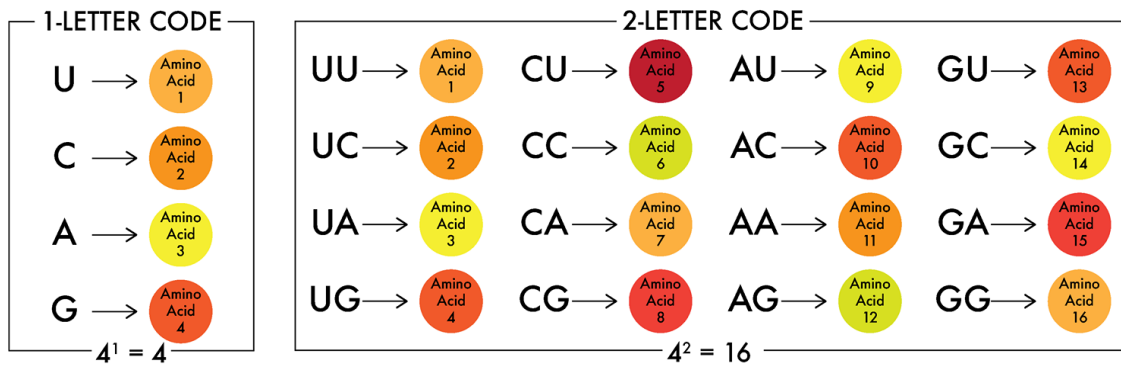 1-LETTER CODE
U → Amino Acid 1
C → Amino Acid 2
A → Amino Acid 3
G → Amino Acid 4
4¹ = 4
2-LETTER CODE
UU → Amino Acid 1 CU → Amino Acid 5 AU → Amino Acid 9 GU → Amino Acid 13
UC → Amino Acid 2 CC → Amino Acid 6 AC → Amino Acid 10 GC → Amino Acid 14
UA → Amino Acid 3 CA → Amino Acid 7 AA → Amino Acid 11 GA → Amino Acid 15
UG → Amino Acid 4 CG → Amino Acid 8 AG → Amino Acid 12 GG → Amino Acid 16
4² = 16